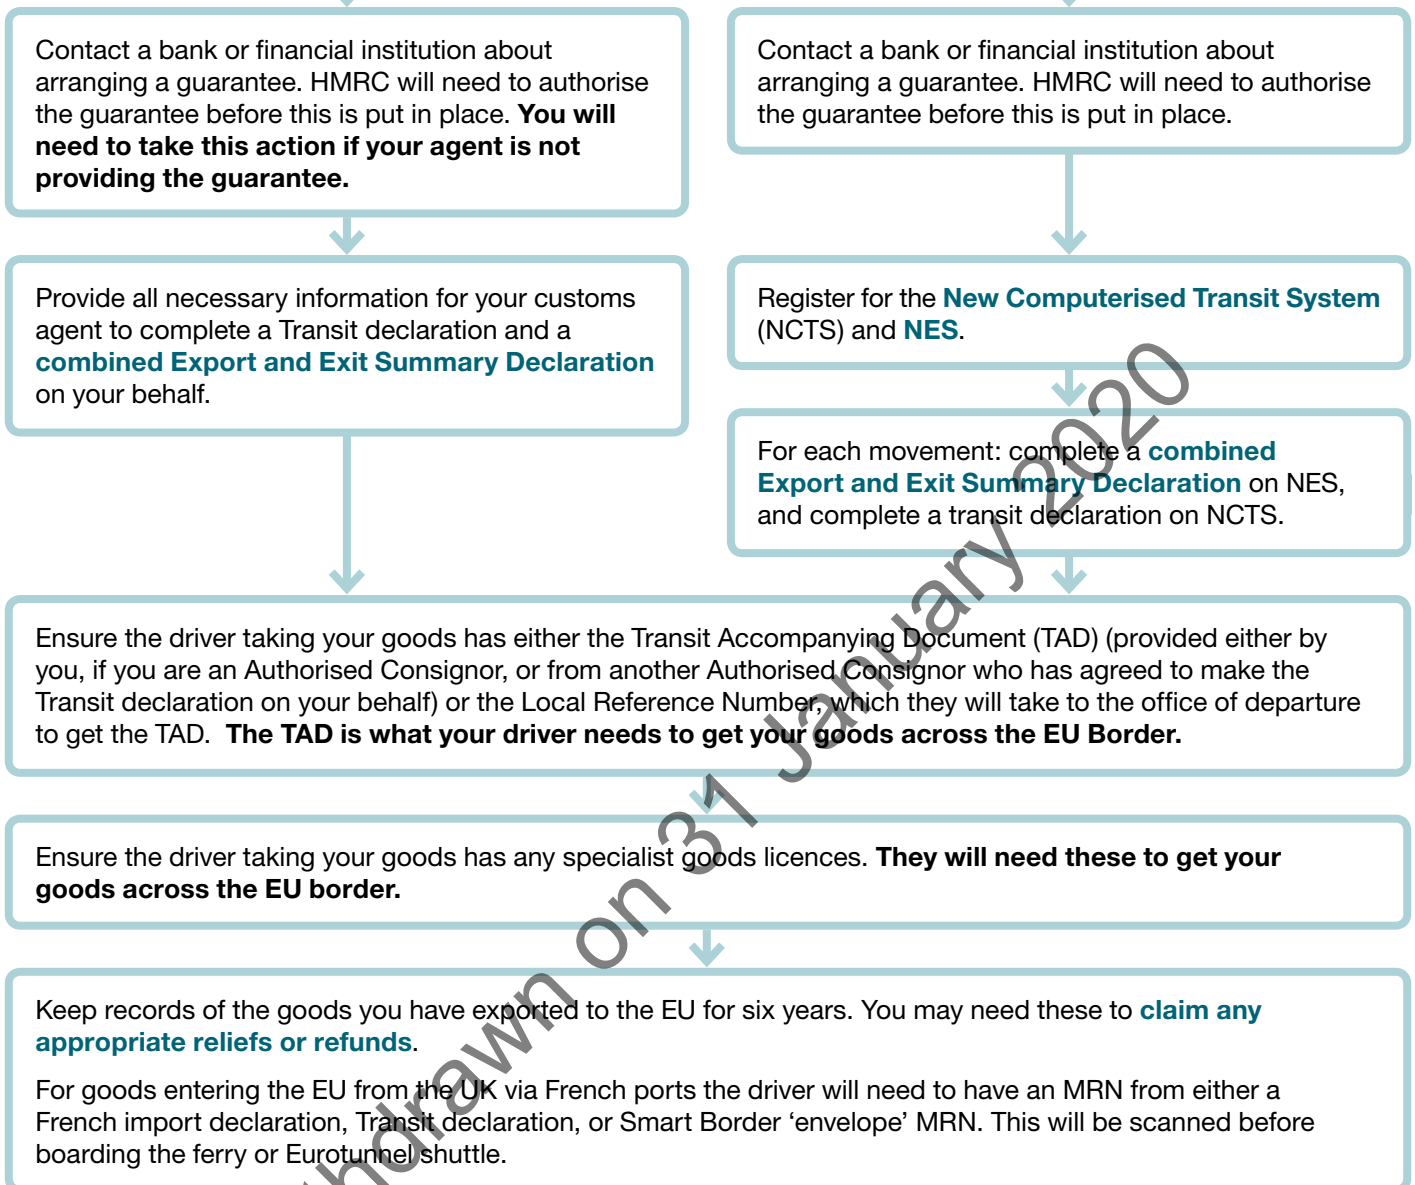 Contact a bank or financial institution about
arranging a guarantee. HMRC will need to authorise
the guarantee before this is put in place. You will
need to take this action if your agent is not
providing the guarantee.
Provide all necessary information for your customs
agent to complete a Transit declaration and a
combined Export and Exit Summary Declaration
on your behalf.
Contact a bank or financial institution about
arranging a guarantee. HMRC will need to authorise
the guarantee before this is put in place.
Register for the New Computerised Transit System
(NCTS) and NES.
For each movement: complete a combined
Export and Exit Summary Declaration on NES,
and complete a transit declaration on NCTS.
Ensure the driver taking your goods has either the Transit Accompanying Document (TAD) (provided either by
you, if you are an Authorised Consignor, or from another Authorised Consignor who has agreed to make the
Transit declaration on your behalf) or the Local Reference Number, which they will take to the office of departure
to get the TAD.  The TAD is what your driver needs to get your goods across the EU Border.
Ensure the driver taking your goods has any specialist goods licences. They will need these to get your
goods across the EU border.
Keep records of the goods you have exported to the EU for six years. You may need these to claim any
appropriate reliefs or refunds.
For goods entering the EU from the UK via French ports the driver will need to have an MRN from either a
French import declaration, Transit declaration, or Smart Border ‘envelope’ MRN. This will be scanned before
boarding the ferry or Eurotunnel shuttle.
hdrawn on 31 January 2020